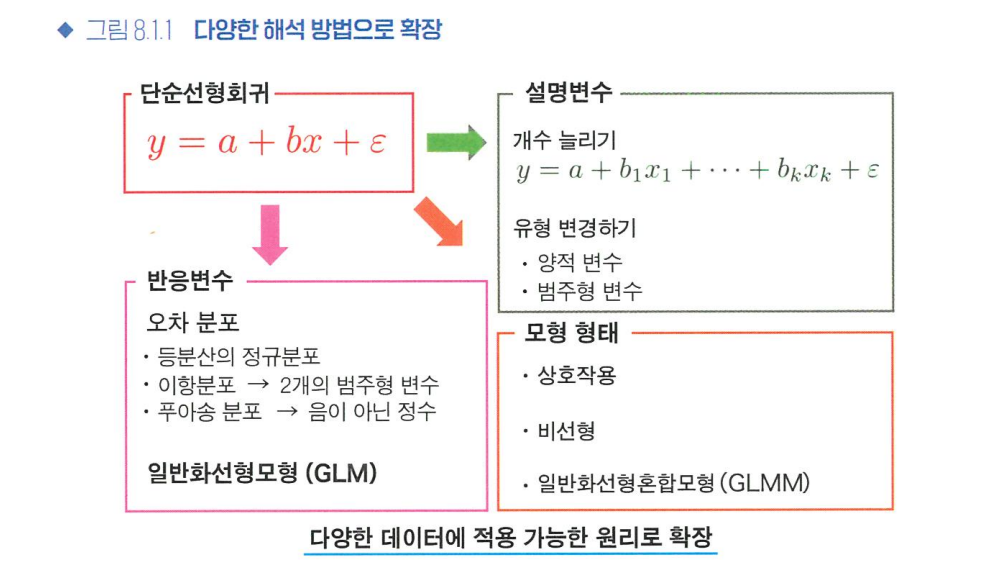 ◆ 그림 8.1.1 다양한 해석 방법으로 확장
단순선형회귀
y = a + bx + ε
설명변수
개수 늘리기
y = a + b₁x₁ + ⋯ + bₖxₖ + ε
유형 변경하기
· 양적 변수
· 범주형 변수
반응변수
오차 분포
· 등분산의 정규분포
· 이항분포 → 2개의 범주형 변수
· 푸아송 분포 → 음이 아닌 정수
일반화선형모형 (GLM)
모형 형태
· 상호작용
· 비선형
· 일반화선형혼합모형 (GLMM)
다양한 데이터에 적용 가능한 원리로 확장